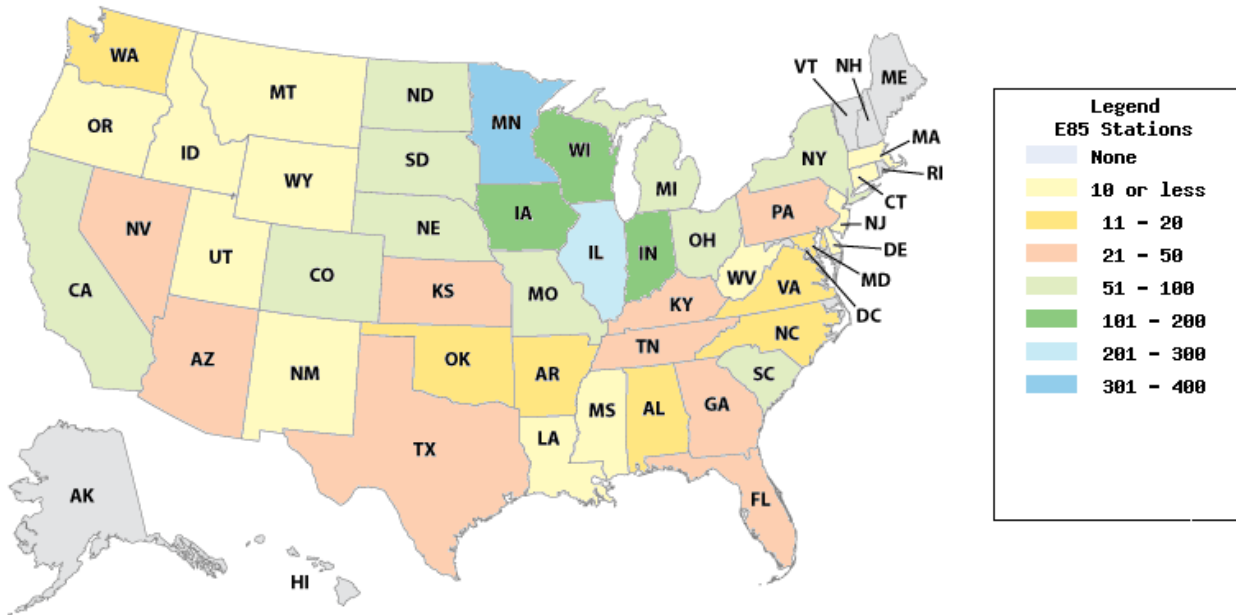 WA
MT
ND
MN
VT
NH
ME
OR
ID
SD
WI
NY
MA
WY
MI
RI
IA
PA
CT
NV
NE
NJ
UT
IL
IN
OH
DE
CO
WV
MD
CA
KS
MO
VA
KY
DC
AZ
OK
TN
NC
NM
AR
SC
MS
AL
GA
TX
LA
AK
FL
HI
Legend
E85 Stations
None
10 or less
11 - 20
21 - 50
51 - 100
101 - 200
201 - 300
301 - 400